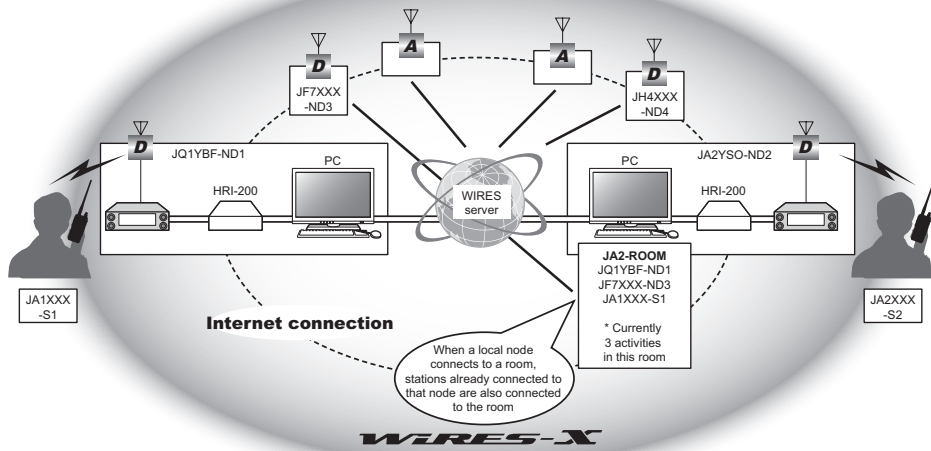 A
A
D
JF7XXX
-ND3
D
JH4XXX
-ND4
D
JQ1YBF-ND1
PC
HRI-200
WIRES
server
PC
JA2YSO-ND2
D
HRI-200
JA1XXX
-S1
JA2XXX
-S2
JA2-ROOM
JQ1YBF-ND1
JF7XXX-ND3
JA1XXX-S1
* Currently
3 activities
in this room
Internet connection
When a local node
connects to a room,
stations already connected to
that node are also connected
to the room
WIRES-X